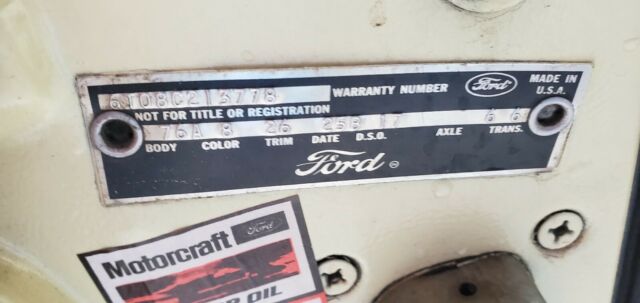 6J08C213778 WARRANTY NUMBER Ford MADE IN U.S.A.
NOT FOR TITLE OR REGISTRATION
76A 8 26 25B 17 6 6
BODY COLOR TRIM DATE D.S.O. AXLE TRANS.
Ford
Motorcraft Ford
OIL